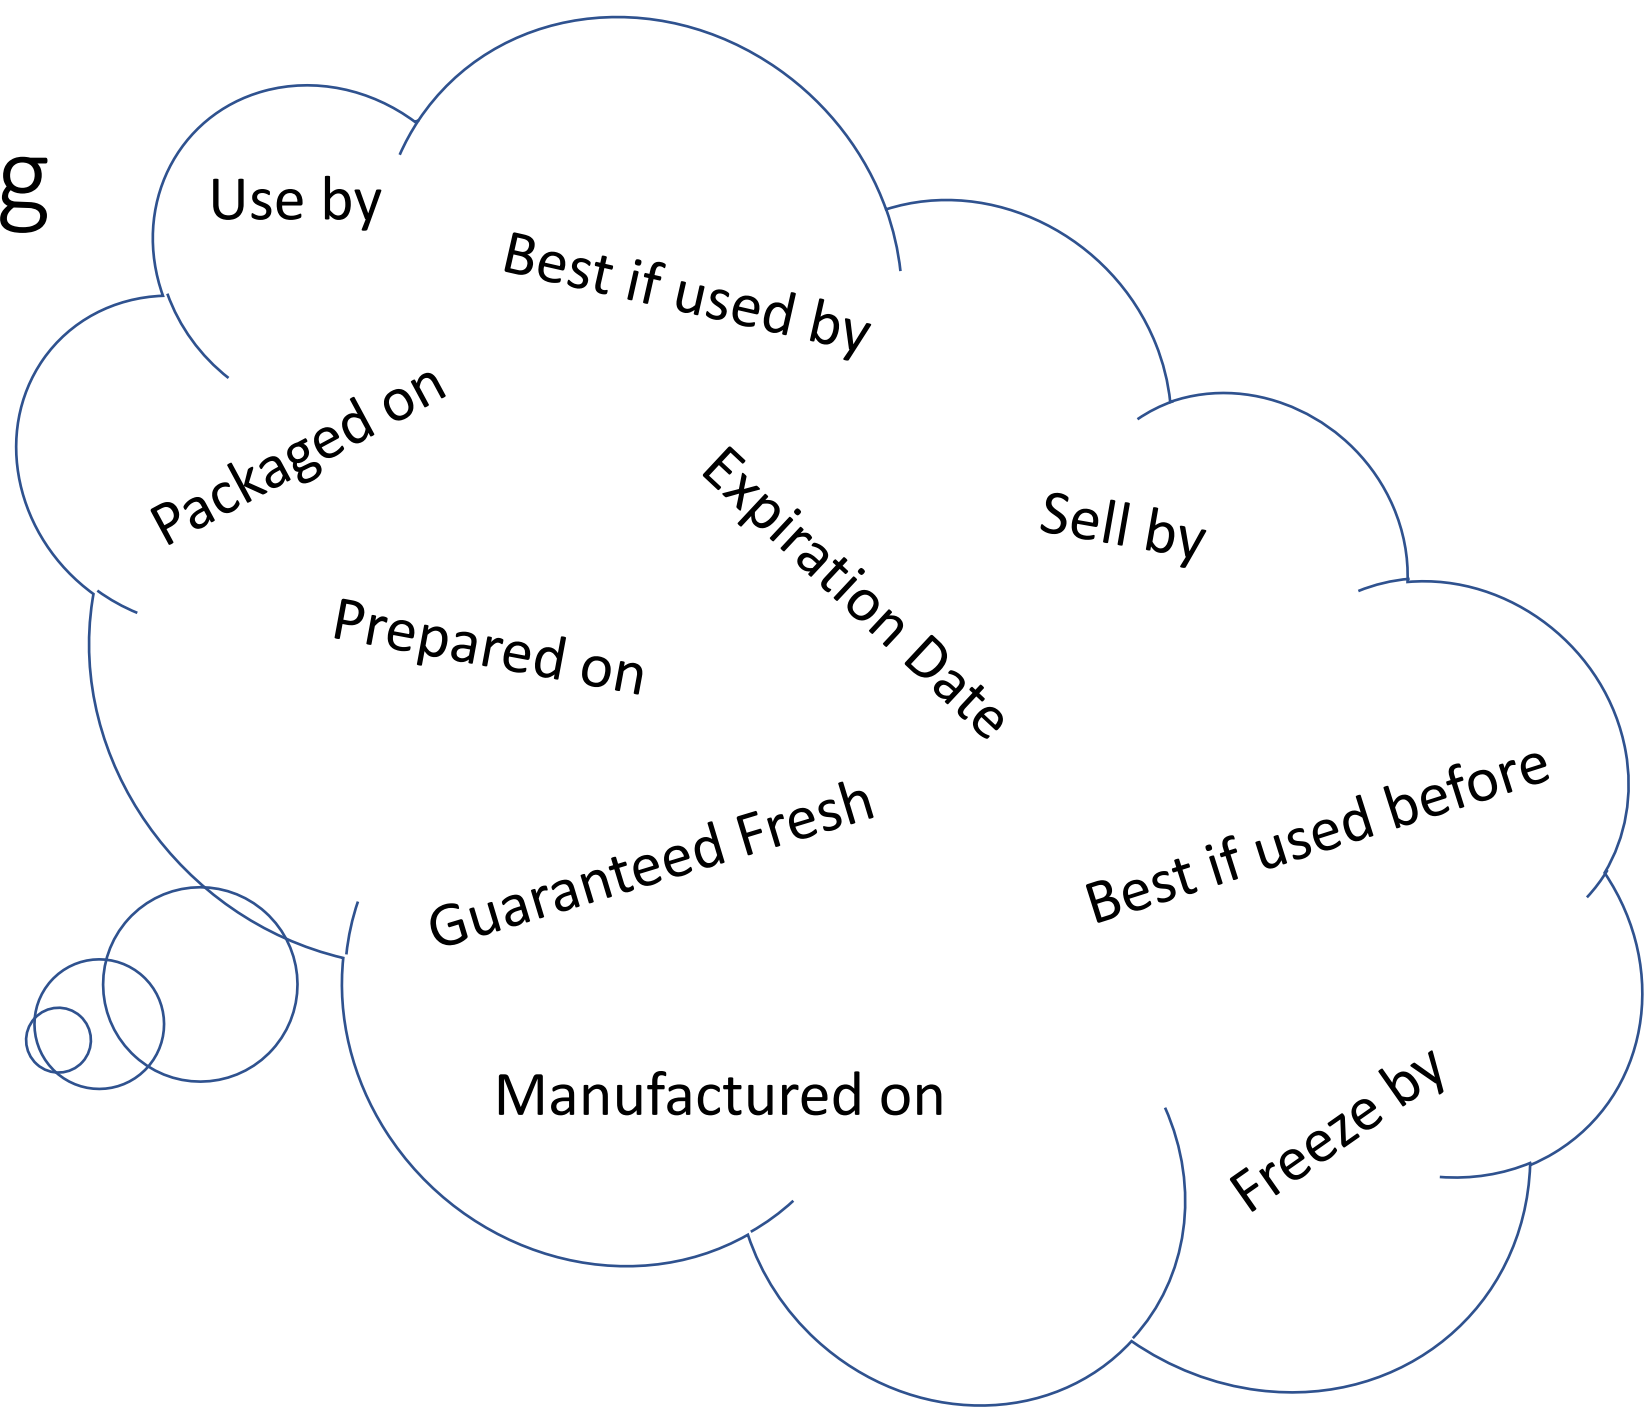 g
Use by
Best if used by
Packaged on
Expiration Date
Sell by
Prepared on
Guaranteed Fresh
Best if used before
Manufactured on
Freeze by